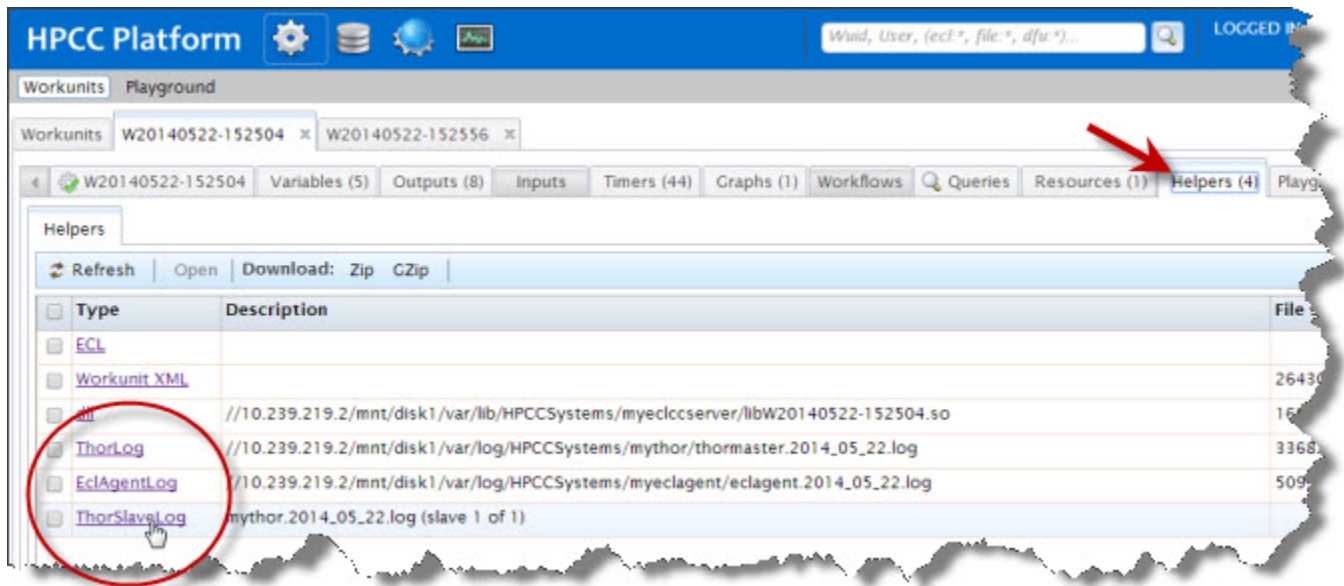 HPCC Platform Wuid, User, (ecl:*, file:*, dfu:*)... LOGGED IN
Workunits Playground
Workunits W20140522-152504 x W20140522-152556 x
W20140522-152504 Variables (5) Outputs (8) Inputs Timers (44) Graphs (1) Workflows Queries Resources (1) Helpers (4)
Helpers
Refresh Open Download: Zip GZip
Type Description File
ECL
Workunit XML
dll //10.239.219.2/mnt/disk1/var/lib/HPCCSystems/myeclccserver/libW20140522-152504.so
ThorLog //10.239.219.2/mnt/disk1/var/log/HPCCSystems/mythor/thormaster.2014_05_22.log
EclAgentLog //10.239.219.2/mnt/disk1/var/log/HPCCSystems/myeclagent/eclagent.2014_05_22.log
ThorSlaveLog mythor.2014_05_22.log (slave 1 of 1)